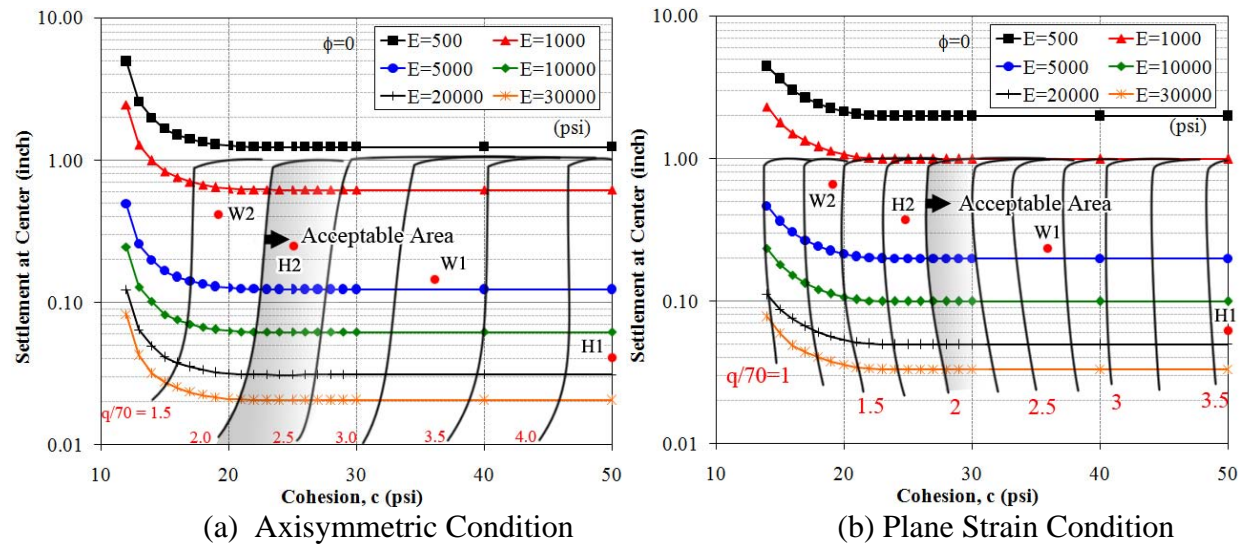 10.00
1.00
0.10
0.01
Settlement at Center (inch)
ϕ=0
E=500
E=1000
E=5000
E=10000
E=20000
E=30000
(psi)
W2
Acceptable Area
H2
W1
H1
q/70 = 1.5
2.0
2.5
3.0
3.5
4.0
10 20 30 40 50
Cohesion, c (psi)
(a) Axisymmetric Condition
10.00
1.00
0.10
0.01
Settlement at Center (inch)
ϕ=0
E=500
E=1000
E=5000
E=10000
E=20000
E=30000
(psi)
W2
H2
Acceptable Area
W1
H1
q/70=1
1.5
2
2.5
3
3.5
10 20 30 40 50
Cohesion, c (psi)
(b) Plane Strain Condition